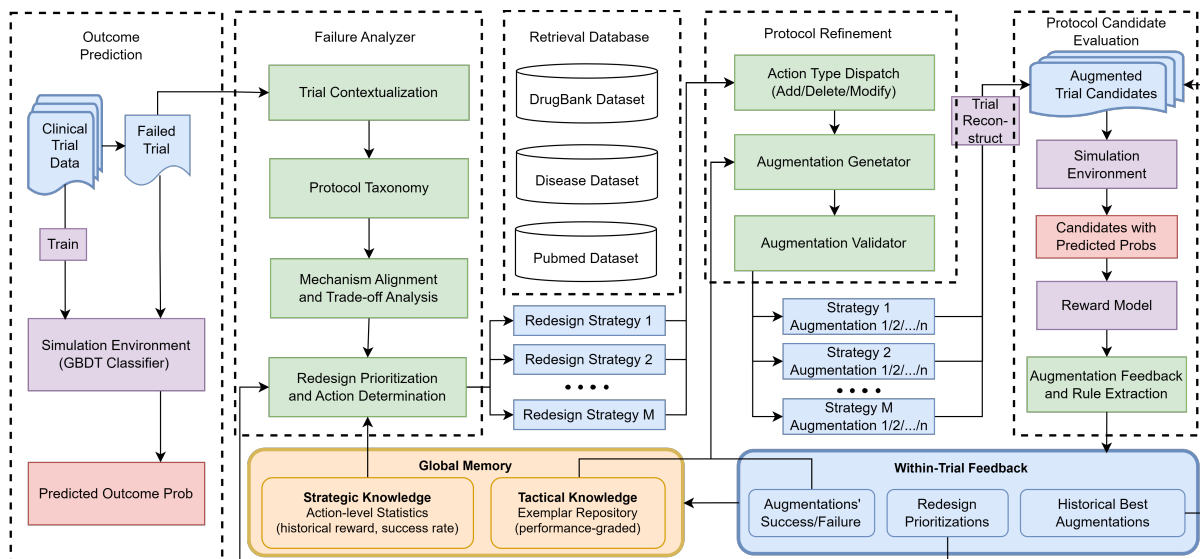 Outcome
Prediction
Clinical
Trial
Data
Failed
Trial
Train
Simulation Environment
(GBDT Classifier)
Predicted Outcome Prob
Failure Analyzer
Trial Contextualization
Protocol Taxonomy
Mechanism Alignment
and Trade-off Analysis
Redesign Prioritization
and Action Determination
Retrieval Database
DrugBank Dataset
Disease Dataset
Pubmed Dataset
Redesign Strategy 1
Redesign Strategy 2
Redesign Strategy M
Protocol Refinement
Action Type Dispatch
(Add/Delete/Modify)
Augmentation Genetator
Augmentation Validator
Strategy 1
Augmentation 1/2/.../n
Strategy 2
Augmentation 1/2/.../n
Strategy M
Augmentation 1/2/.../n
Trial
Recon-
struct
Protocol Candidate
Evaluation
Augmented
Trial Candidates
Simulation
Environment
Candidates with
Predicted Probs
Reward Model
Augmentation Feedback
and Rule Extraction
Global Memory
Strategic Knowledge
Action-level Statistics
(historical reward, success rate)
Tactical Knowledge
Exemplar Repository
(performance-graded)
Within-Trial Feedback
Augmentations'
Success/Failure
Redesign
Prioritizations
Historical Best
Augmentations